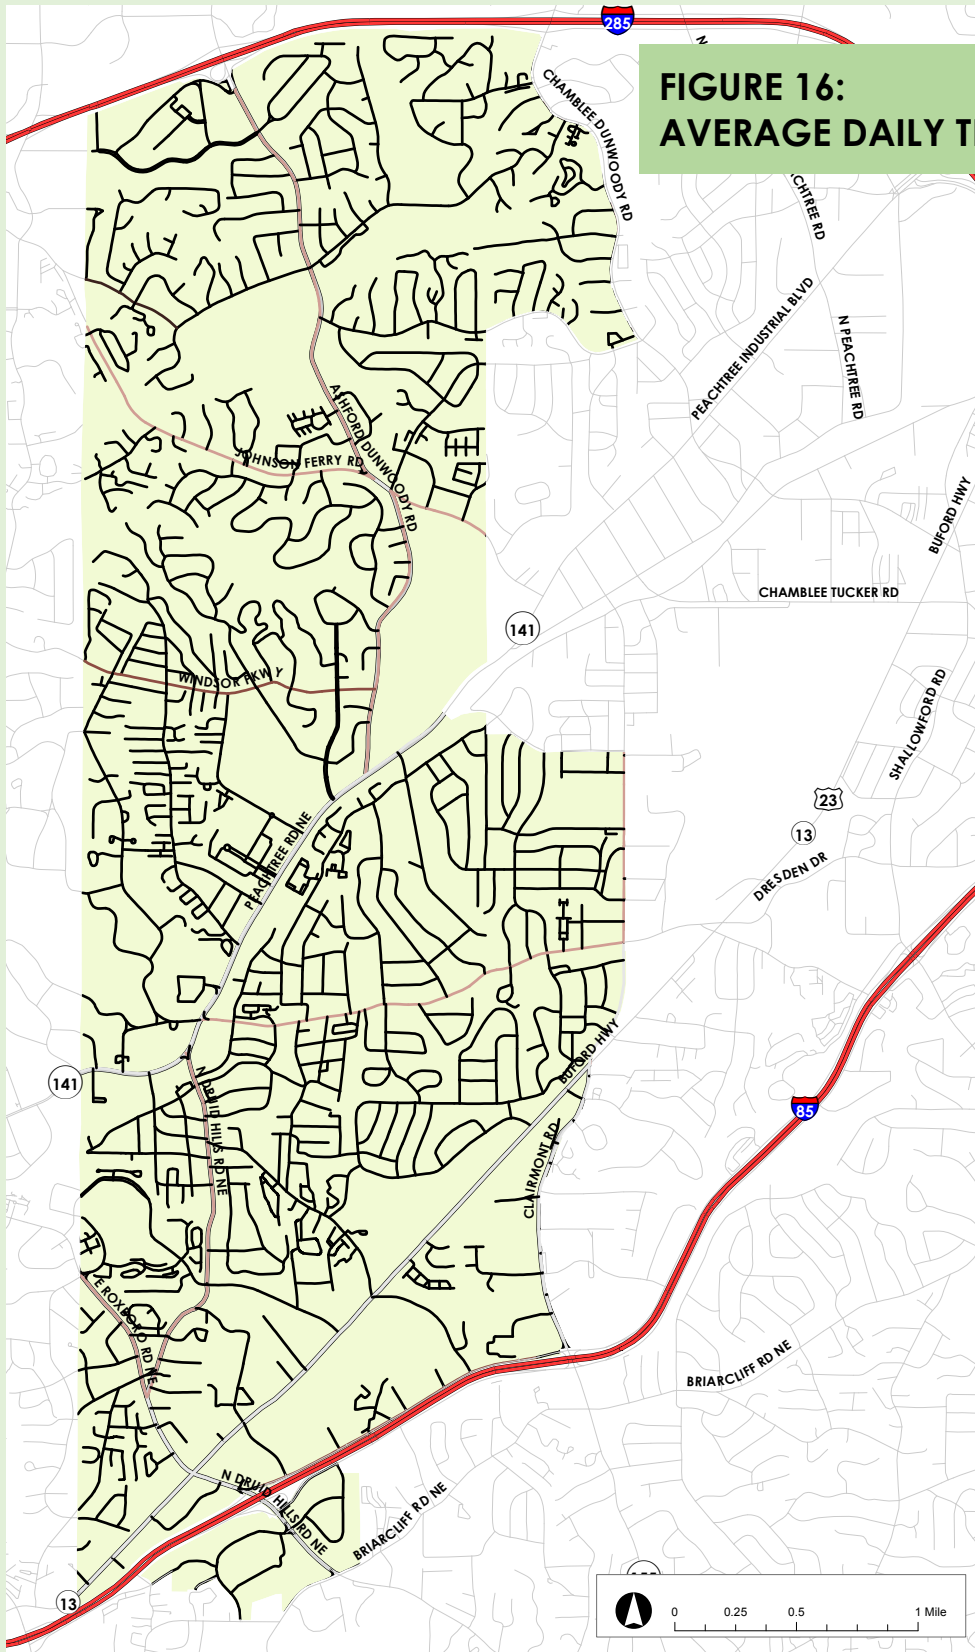 285
FIGURE 16:
AVERAGE DAILY
CHAMBLEE DUNWOODY RD
PEACHTREE INDUSTRIAL BLVD
N PEACHTREE RD
ASHFORD DUNWOODY RD
JOHNSON FERRY RD
BUFORD HWY
CHAMBLEE TUCKER RD
141
WINDSOR PKWY
SHALLOWFORD RD
23
13
PEACHTREE RD NE
DRESDEN DR
BUFORD HWY
141
N DRUID HILLS RD NE
85
CLAIRMONT RD
E ROXBORO RD NE
BRIARCLIFF RD NE
N DRUID HILLS RD NE
BRIARCLIFF RD NE
13
0 0.25 0.5 1 Mile